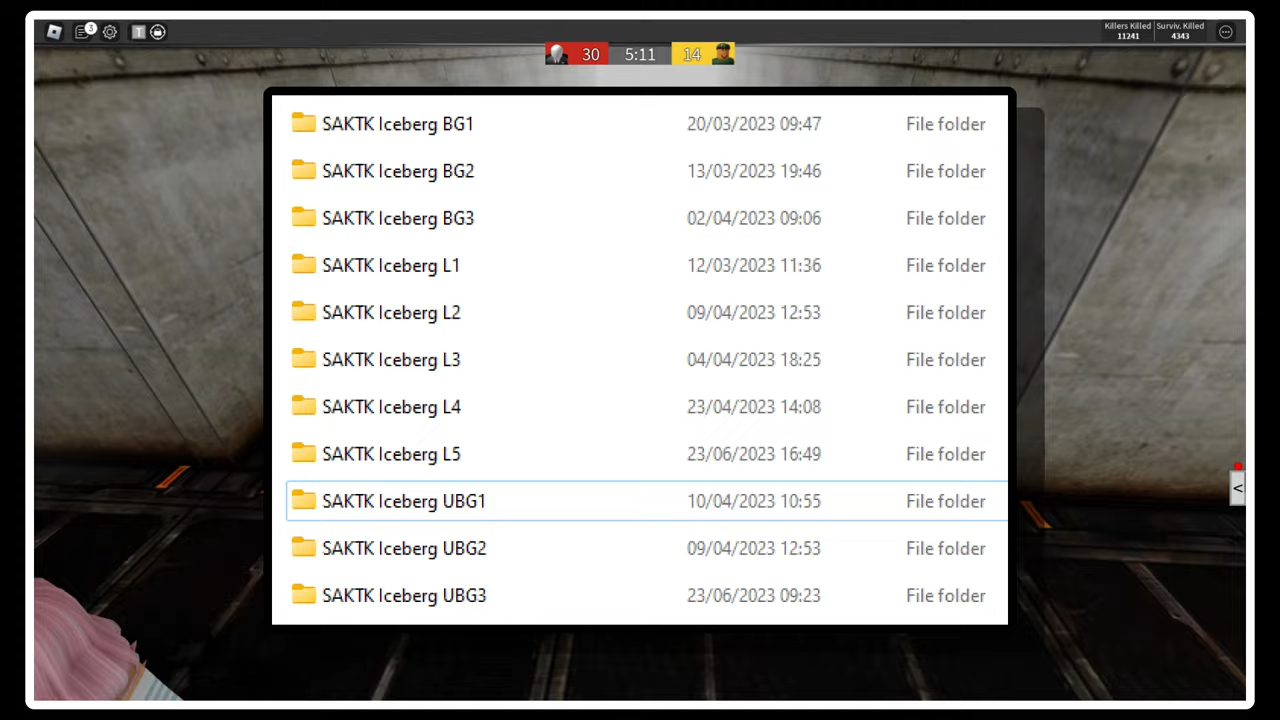 3
T
Killers Killed Surviv. Killed
11241 4343
30 5:11 14
SAKTK Iceberg BG1 20/03/2023 09:47 File folder
SAKTK Iceberg BG2 13/03/2023 19:46 File folder
SAKTK Iceberg BG3 02/04/2023 09:06 File folder
SAKTK Iceberg L1 12/03/2023 11:36 File folder
SAKTK Iceberg L2 09/04/2023 12:53 File folder
SAKTK Iceberg L3 04/04/2023 18:25 File folder
SAKTK Iceberg L4 23/04/2023 14:08 File folder
SAKTK Iceberg L5 23/06/2023 16:49 File folder
<
SAKTK Iceberg UBG1 10/04/2023 10:55 File folder
SAKTK Iceberg UBG2 09/04/2023 12:53 File folder
SAKTK Iceberg UBG3 23/06/2023 09:23 File folder